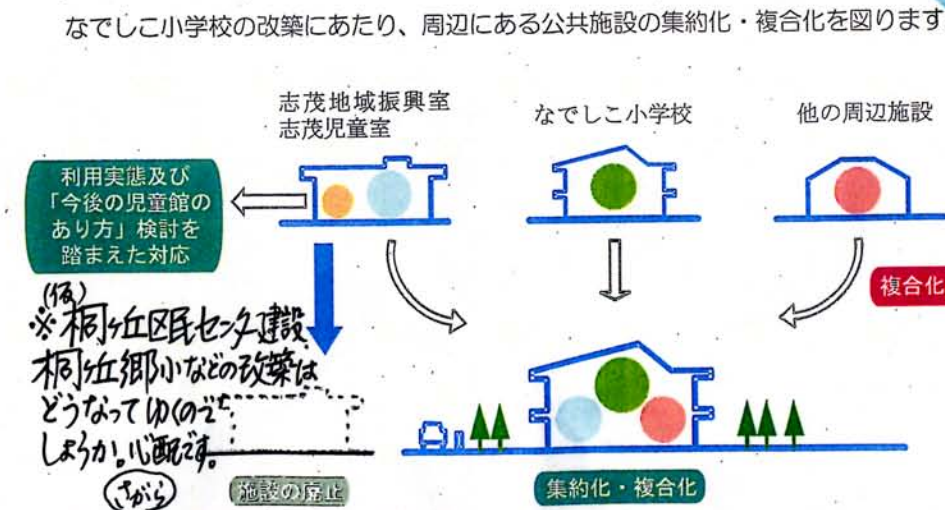 なでしこ小学校の改築にあたり、周辺にある公共施設の集約化・複合化を図ります
志茂地域振興室
志茂児童室
なでしこ小学校
他の周辺施設
利用実態及び
「今後の児童館の
あり方」検討を
踏まえた対応
複合化
(仮)
※桐ヶ丘区民センター建設
桐ヶ丘郷小などの改築は
どうなってゆくので
しょうか。心配です。
さがら
施設の廃止
集約化・複合化